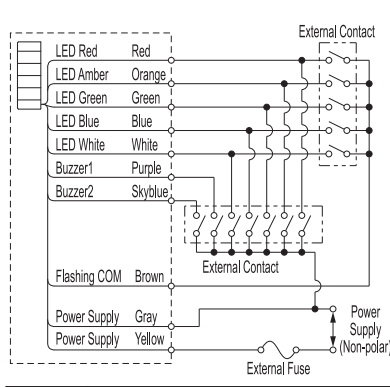 External Contact
LED Red Red
LED Amber Orange
LED Green Green
LED Blue Blue
LED White White
Buzzer1 Purple
Buzzer2 Skyblue
External Contact
Flashing COM Brown
Power Supply Gray
Power Supply Yellow
Power
Supply
(Non-polar)
External Fuse